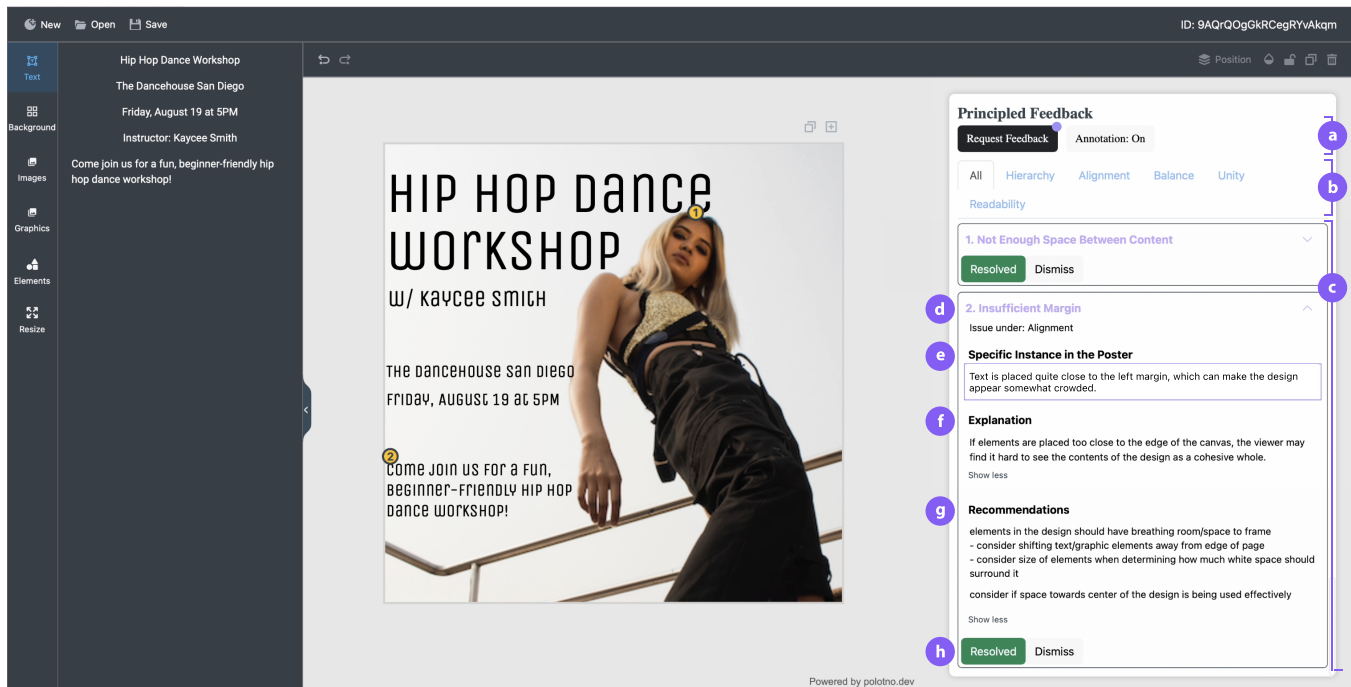 New Open Save
ID: 9AQrQOgGkRCegRYvAkqm
Text
Background
Images
Graphics
Elements
Resize
Hip Hop Dance Workshop
The Dancehouse San Diego
Friday, August 19 at 5PM
Instructor: Kaycee Smith
Come join us for a fun, beginner-friendly hip
hop dance workshop!
Position
HIP HOP Dance
WORKSHOP
W/ Kaycee Smith
The Dancehouse San Diego
Friday, August 19 at 5PM
Come join us for a fun,
beginner-friendly hip hop
dance workshop!
1
2
Powered by polotno.dev
Principled Feedback
Request Feedback Annotation: On
a
All Hierarchy Alignment Balance Unity
Readability
b
1. Not Enough Space Between Content
Resolved Dismiss
c
d
2. Insufficient Margin
Issue under: Alignment
e
Specific Instance in the Poster
Text is placed quite close to the left margin, which can make the design
appear somewhat crowded.
f
Explanation
If elements are placed too close to the edge of the canvas, the viewer may
find it hard to see the contents of the design as a cohesive whole.
Show less
g
Recommendations
elements in the design should have breathing room/space to frame
- consider shifting text/graphic elements away from edge of page
- consider size of elements when determining how much white space should
surround it
consider if space towards center of the design is being used effectively
Show less
h
Resolved Dismiss